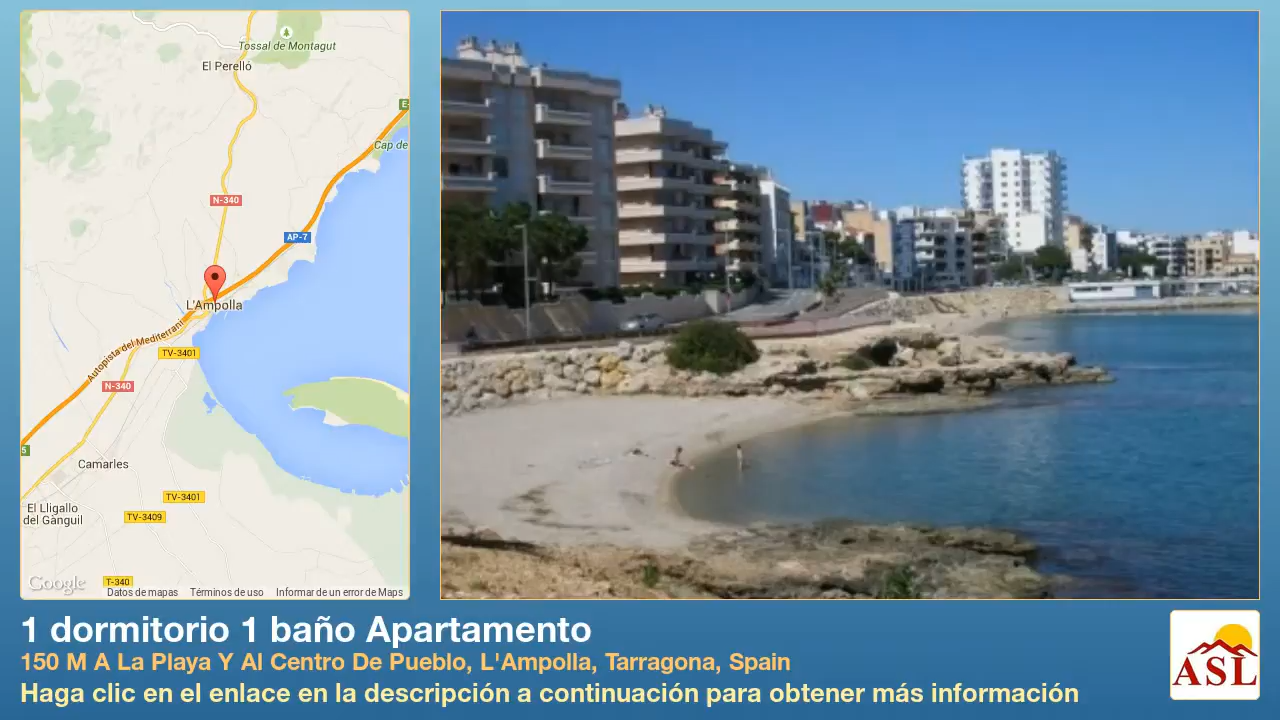 Tossal de Montagut
El Perelló
E-
Cap de
N-340
AP-7
L'Ampolla
Autopista del Mediterrani
TV-3401
N-340
5
Camarles
TV-3401
El Lligallo
del Gànguil
TV-3409
T-340
Google
Datos de mapas Términos de uso Informar de un error de Maps
1 dormitorio 1 baño Apartamento
150 M A La Playa Y Al Centro De Pueblo, L'Ampolla, Tarragona, Spain
Haga clic en el enlace en la descripción a continuación para obtener más información
ASL